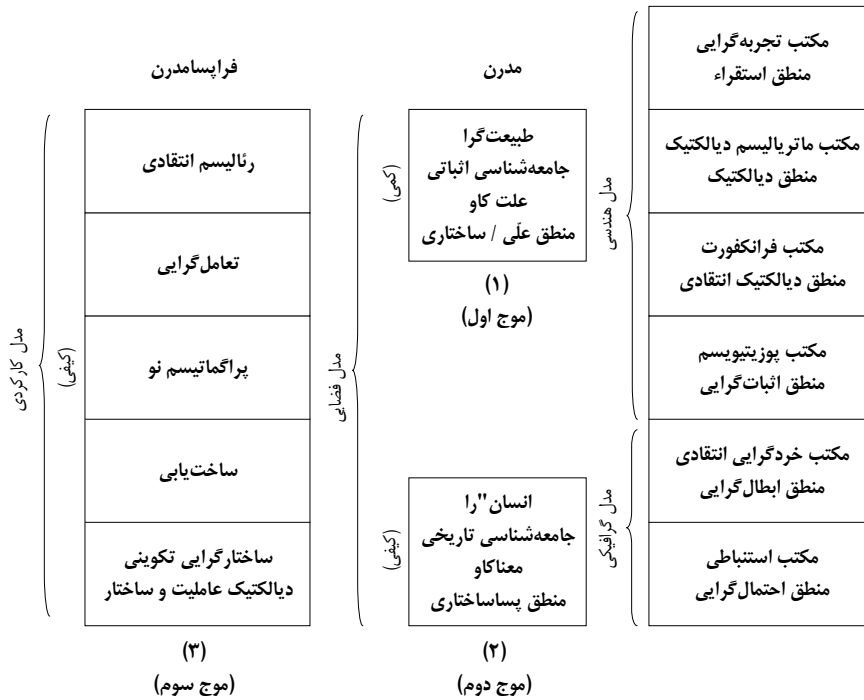 مکتب تجربه‌گرایی
منطق استقراء
مکتب ماتریالیسم دیالکتیک
منطق دیالکتیک
مکتب فرانکفورت
منطق دیالکتیک انتقادی
مکتب پوزیتیویسم
منطق اثبات‌گرایی
مکتب خردگرایی انتقادی
منطق ابطال‌گرایی
مکتب استنباطی
منطق احتمال‌گرایی
مدل هندسی
مدل گرافیکی
مدرن
طبیعت‌گرا
جامعه‌شناسی اثباتی
علت کاو
منطق علّی / ساختاری
(کمی)
(۱)
(موج اول)
انسان"را
جامعه‌شناسی تاریخی
معناکاو
منطق پساساختاری
(کیفی)
(۲)
(موج دوم)
مدل فضایی
فراپسامدرن
رئالیسم انتقادی
تعامل‌گرایی
پراگماتیسم نو
ساخت‌یابی
ساختارگرایی تکوینی
دیالکتیک عاملیت و ساختار
(کیفی)
مدل کارکردی
(۳)
(موج سوم)